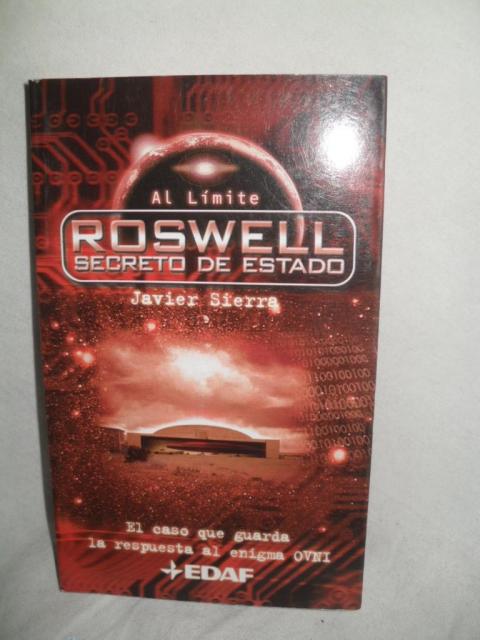 Al Límite
ROSWELL
SECRETO DE ESTADO
Javier Sierra
El caso que guarda
la respuesta al enigma OVNI
EDAF